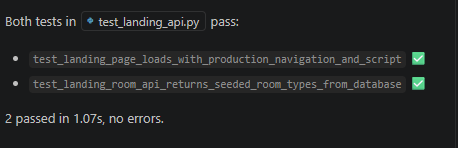 Both tests in test_landing_api.py pass:
• test_landing_page_loads_with_production_navigation_and_script ✅
• test_landing_room_api_returns_seeded_room_types_from_database ✅
2 passed in 1.07s, no errors.